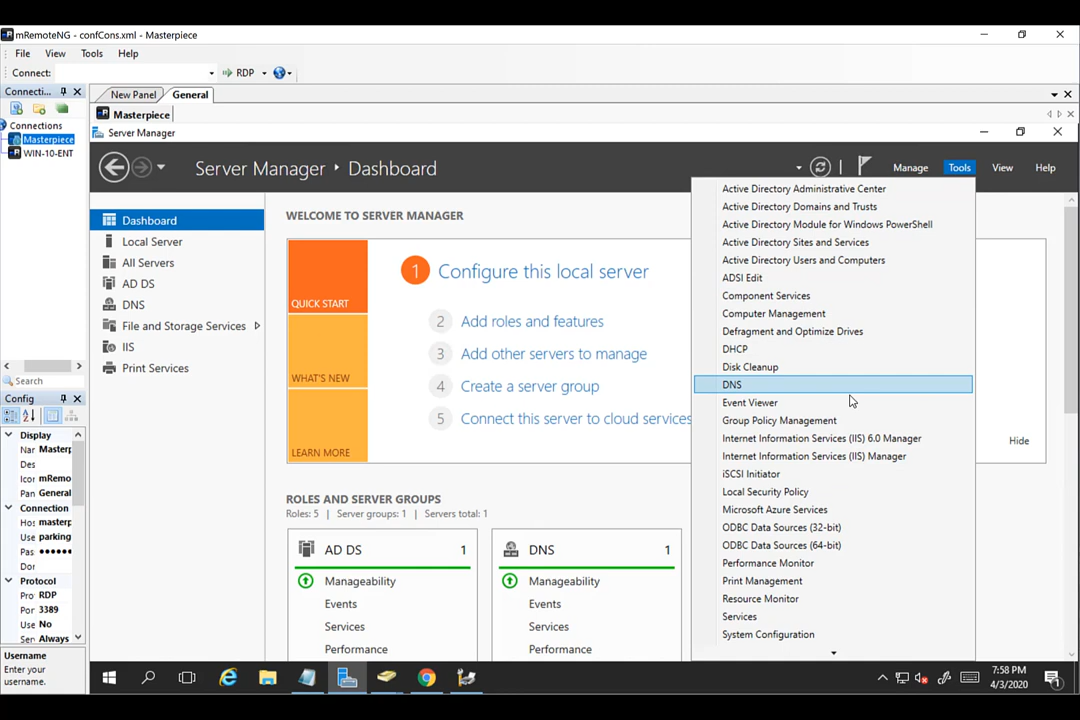 mRemoteNG - confCons.xml - Masterpiece
File View Tools Help
Connect: RDP
Connecti...
New Panel General
Masterpiece
Connections
Masterpiece
WIN-10-ENT
Server Manager
Server Manager Dashboard
Manage Tools View Help
Dashboard
Local Server
All Servers
AD DS
DNS
File and Storage Services
IIS
Print Services
WELCOME TO SERVER MANAGER
QUICK START
WHAT'S NEW
LEARN MORE
1 Configure this local server
2 Add roles and features
3 Add other servers to manage
4 Create a server group
5 Connect this server to cloud services
Hide
ROLES AND SERVER GROUPS
Roles: 5 | Server groups: 1 | Servers total: 1
AD DS 1
Manageability
Events
Services
Performance
DNS 1
Manageability
Events
Services
Performance
Active Directory Administrative Center
Active Directory Domains and Trusts
Active Directory Module for Windows PowerShell
Active Directory Sites and Services
Active Directory Users and Computers
ADSI Edit
Component Services
Computer Management
Defragment and Optimize Drives
DHCP
Disk Cleanup
DNS
Event Viewer
Group Policy Management
Internet Information Services (IIS) 6.0 Manager
Internet Information Services (IIS) Manager
iSCSI Initiator
Local Security Policy
Microsoft Azure Services
ODBC Data Sources (32-bit)
ODBC Data Sources (64-bit)
Performance Monitor
Print Management
Resource Monitor
Services
System Configuration
Search
Config
Display
Nar Masterp
Des
Icor mRemo
Pan General
Connection
Hos masterp
Use parking
Pas ●●●●●●
Dor
Protocol
Pro RDP
Por 3389
Use No
Ser Always
Username
Enter your
username.
7:58 PM
4/3/2020
1